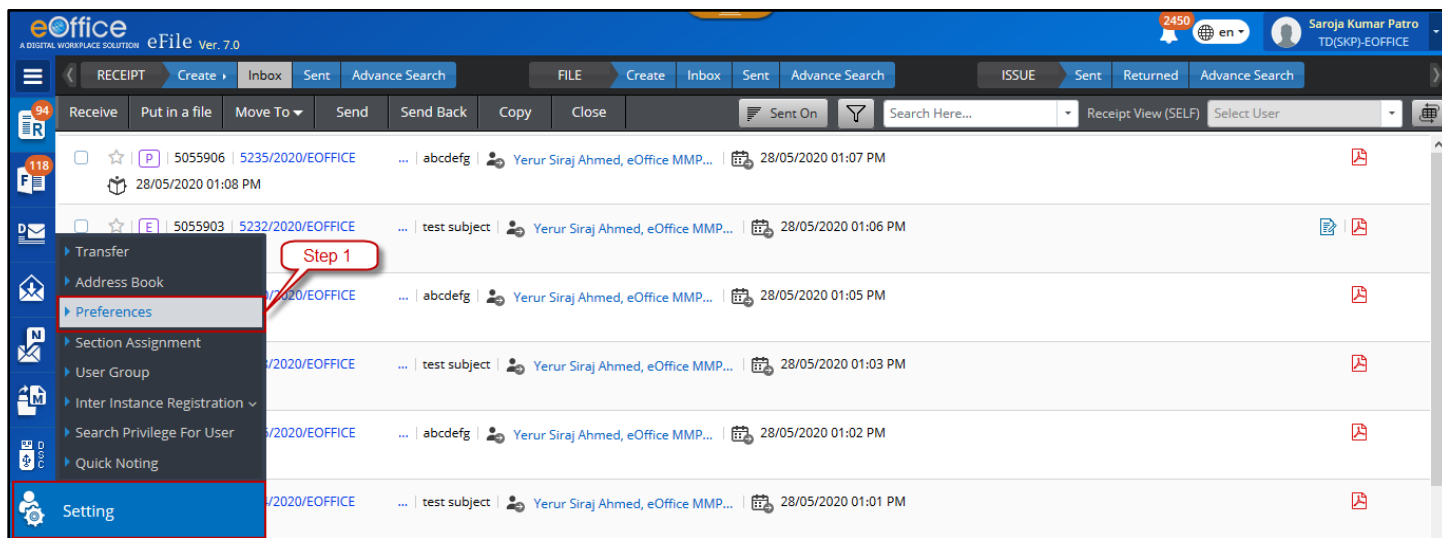 eOffice
A DIGITAL WORKPLACE SOLUTION eFile Ver. 7.0
2450 en Saroja Kumar Patro
TD(SKP)-EOFFICE
RECEIPT Create Inbox Sent Advance Search FILE Create Inbox Sent Advance Search ISSUE Sent Returned Advance Search
94 R Receive Put in a file Move To Send Send Back Copy Close Sent On Search Here... Receipt View (SELF) Select User
P 5055906 5235/2020/EOFFICE ... abcdefg Yerur Siraj Ahmed, eOffice MMP... 28/05/2020 01:07 PM
118 F 28/05/2020 01:08 PM
D E 5055903 5232/2020/EOFFICE ... test subject Yerur Siraj Ahmed, eOffice MMP... 28/05/2020 01:06 PM
Transfer
Step 1
Address Book
0/2020/EOFFICE ... abcdefg Yerur Siraj Ahmed, eOffice MMP... 28/05/2020 01:05 PM
Preferences
N
Section Assignment
/2020/EOFFICE ... test subject Yerur Siraj Ahmed, eOffice MMP... 28/05/2020 01:03 PM
User Group
M Inter Instance Registration
Search Privilege For User
/2020/EOFFICE ... abcdefg Yerur Siraj Ahmed, eOffice MMP... 28/05/2020 01:02 PM
DSC
Quick Noting
Setting
/2020/EOFFICE ... test subject Yerur Siraj Ahmed, eOffice MMP... 28/05/2020 01:01 PM